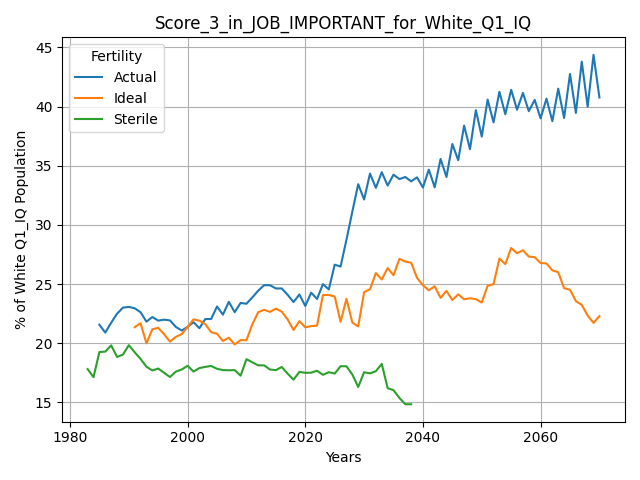 Score_3_in_JOB_IMPORTANT_for_White_Q1_IQ
Fertility
Actual
Ideal
Sterile
% of White Q1_IQ Population
45
40
35
30
25
20
15
1980
2000
2020
2040
2060
Years